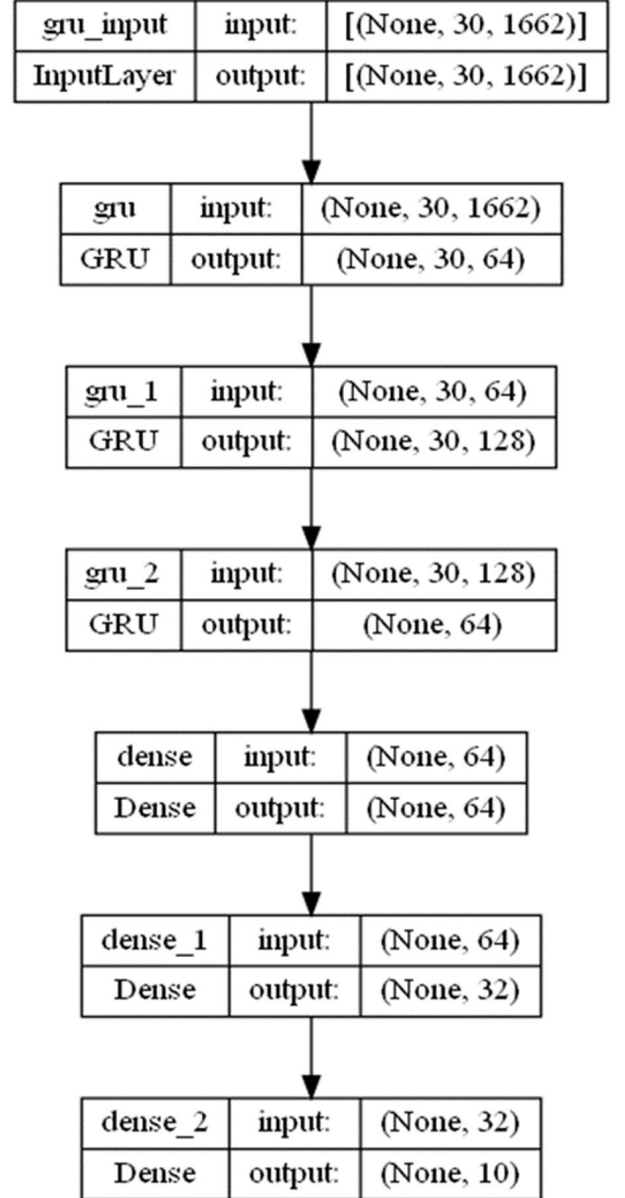 gru_input input: [(None, 30, 1662)]
InputLayer output: [(None, 30, 1662)]
gru input: (None, 30, 1662)
GRU output: (None, 30, 64)
gru_1 input: (None, 30, 64)
GRU output: (None, 30, 128)
gru_2 input: (None, 30, 128)
GRU output: (None, 64)
dense input: (None, 64)
Dense output: (None, 64)
dense_1 input: (None, 64)
Dense output: (None, 32)
dense_2 input: (None, 32)
Dense output: (None, 10)